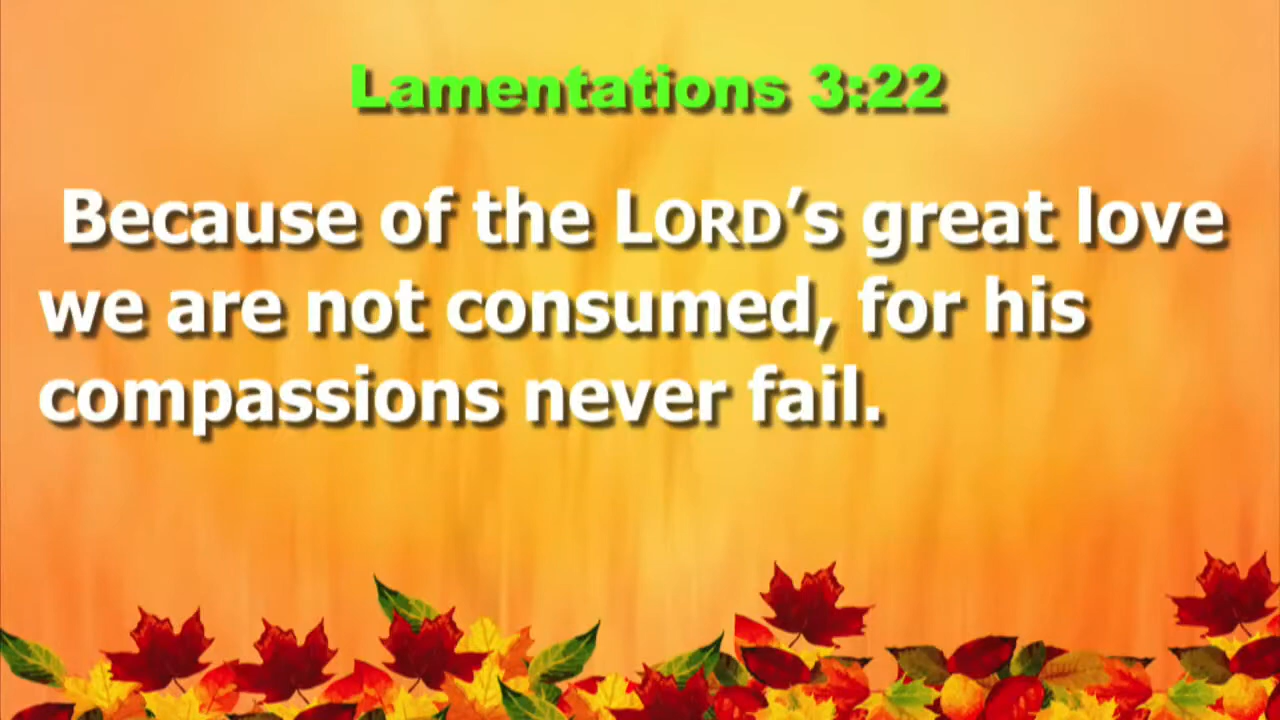 Lamentations 3:22
Because of the LORD’s great love
we are not consumed, for his
compassions never fail.